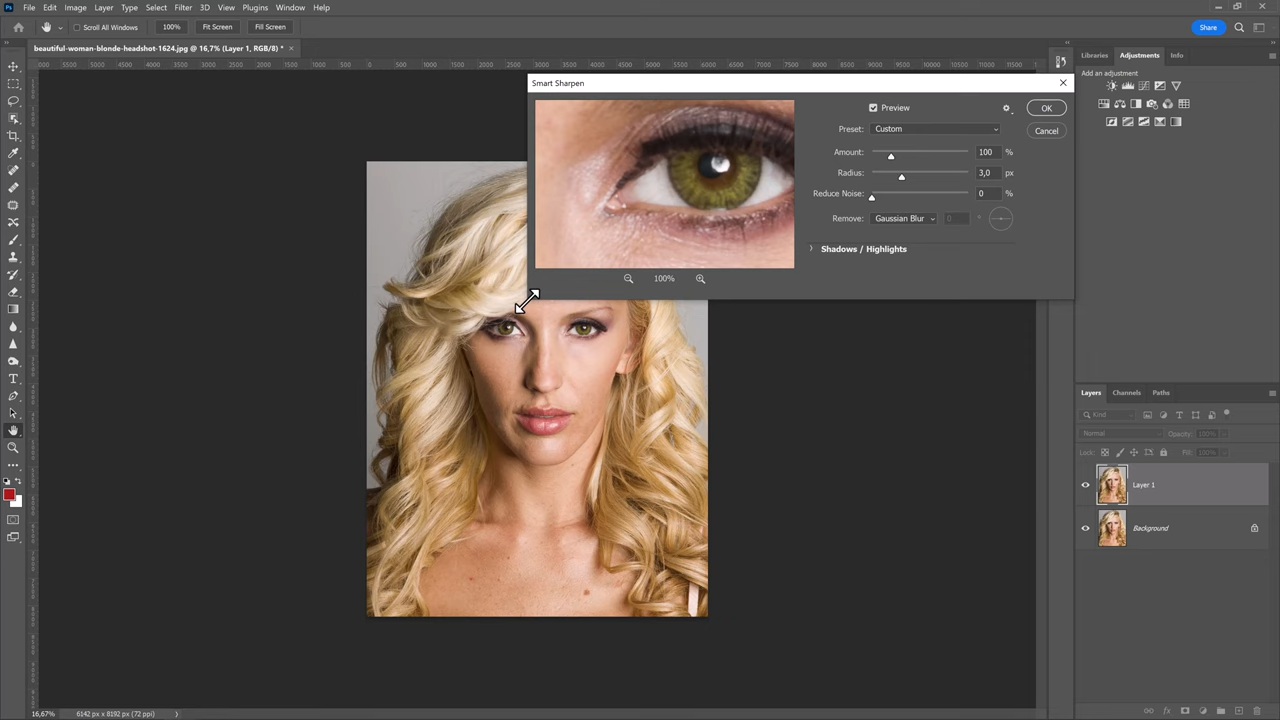 Ps File Edit Image Layer Type Select Filter 3D View Plugins Window Help
Scroll All Windows 100% Fit Screen Fill Screen Share
beautiful-woman-blonde-headshot-1624.jpg @ 16,7% (Layer 1, RGB/8) *
Libraries Adjustments Info
Add an adjustment
Smart Sharpen
Preview OK
Preset: Custom Cancel
Amount: 100 %
Radius: 3,0 px
Reduce Noise: 0 %
Remove: Gaussian Blur 0 °
Shadows / Highlights
100%
Layers Channels Paths
Kind
Normal Opacity: 100%
Lock: Fill: 100%
Layer 1
Background
16,67% 6142 px x 8192 px (72 ppi)